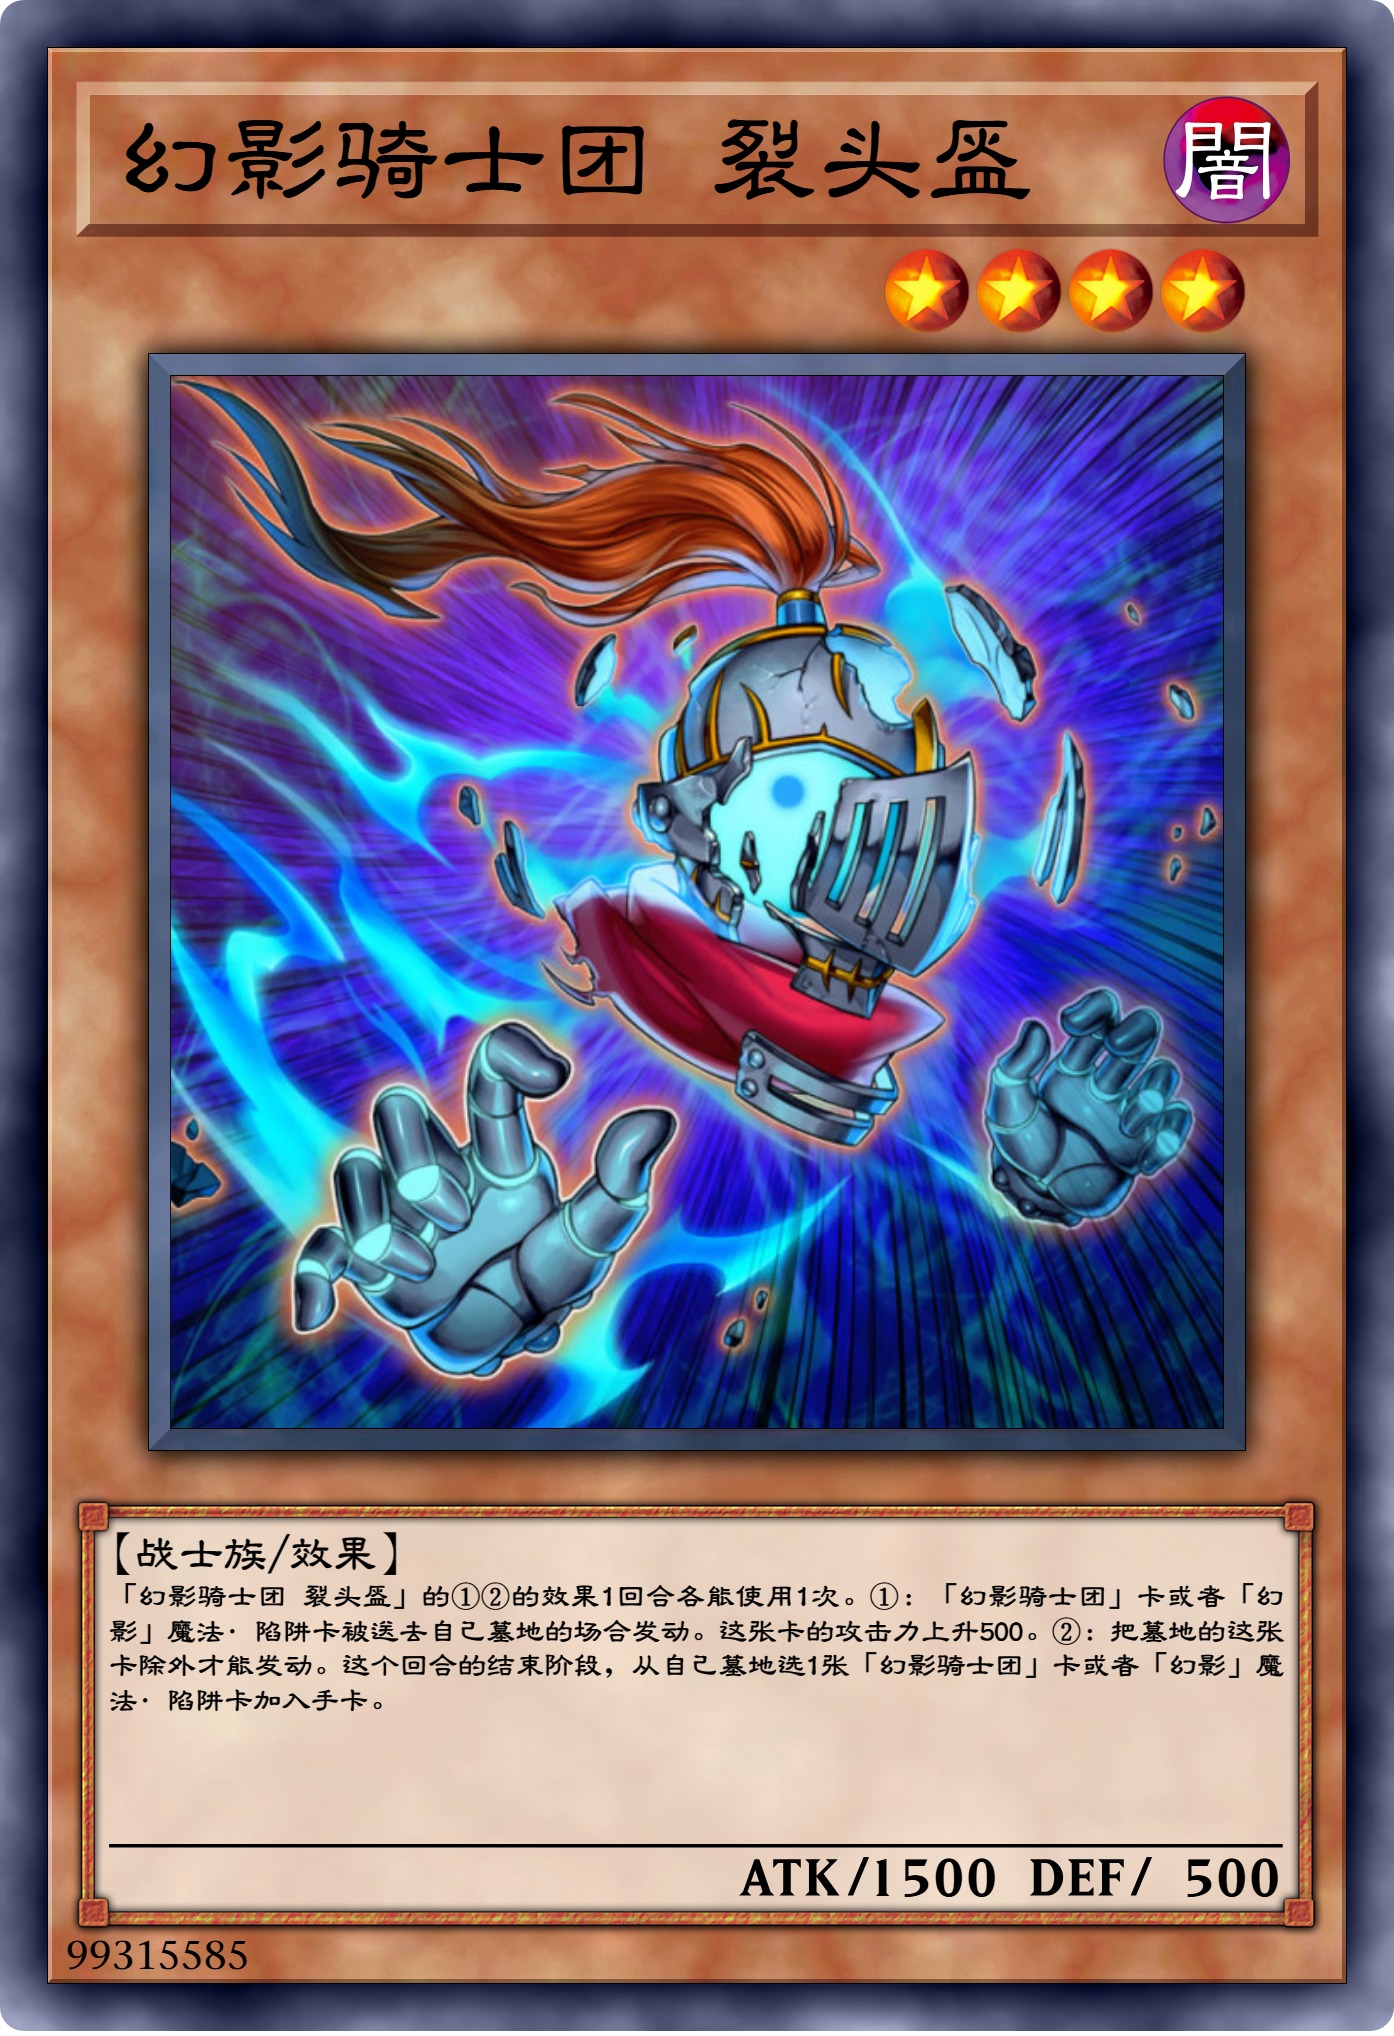 幻影骑士团 裂头盔
闇
【战士族/效果】
「幻影骑士团 裂头盔」的①②的效果1回合各能使用1次。①：「幻影骑士团」卡或者「幻
影」魔法·陷阱卡被送去自己墓地的场合发动。这张卡的攻击力上升500。②：把墓地的这张
卡除外才能发动。这个回合的结束阶段，从自己墓地选1张「幻影骑士团」卡或者「幻影」魔
法·陷阱卡加入手卡。
ATK/1500 DEF/ 500
99315585